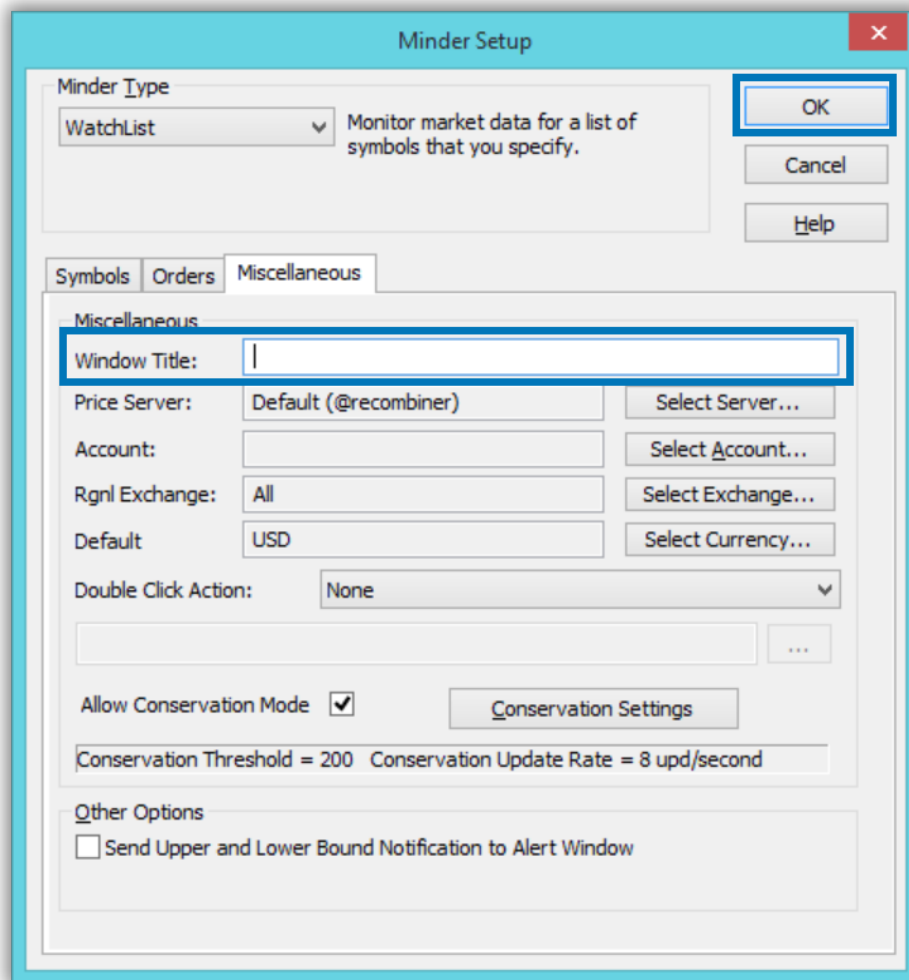 Minder Setup
Minder Type
WatchList
Monitor market data for a list of
symbols that you specify.
OK
Cancel
Help
Symbols Orders Miscellaneous
Miscellaneous
Window Title:
Price Server: Default (@recombiner) Select Server...
Account: Select Account...
Rgnl Exchange: All Select Exchange...
Default USD Select Currency...
Double Click Action: None
...
Allow Conservation Mode Conservation Settings
Conservation Threshold = 200 Conservation Update Rate = 8 upd/second
Other Options
Send Upper and Lower Bound Notification to Alert Window